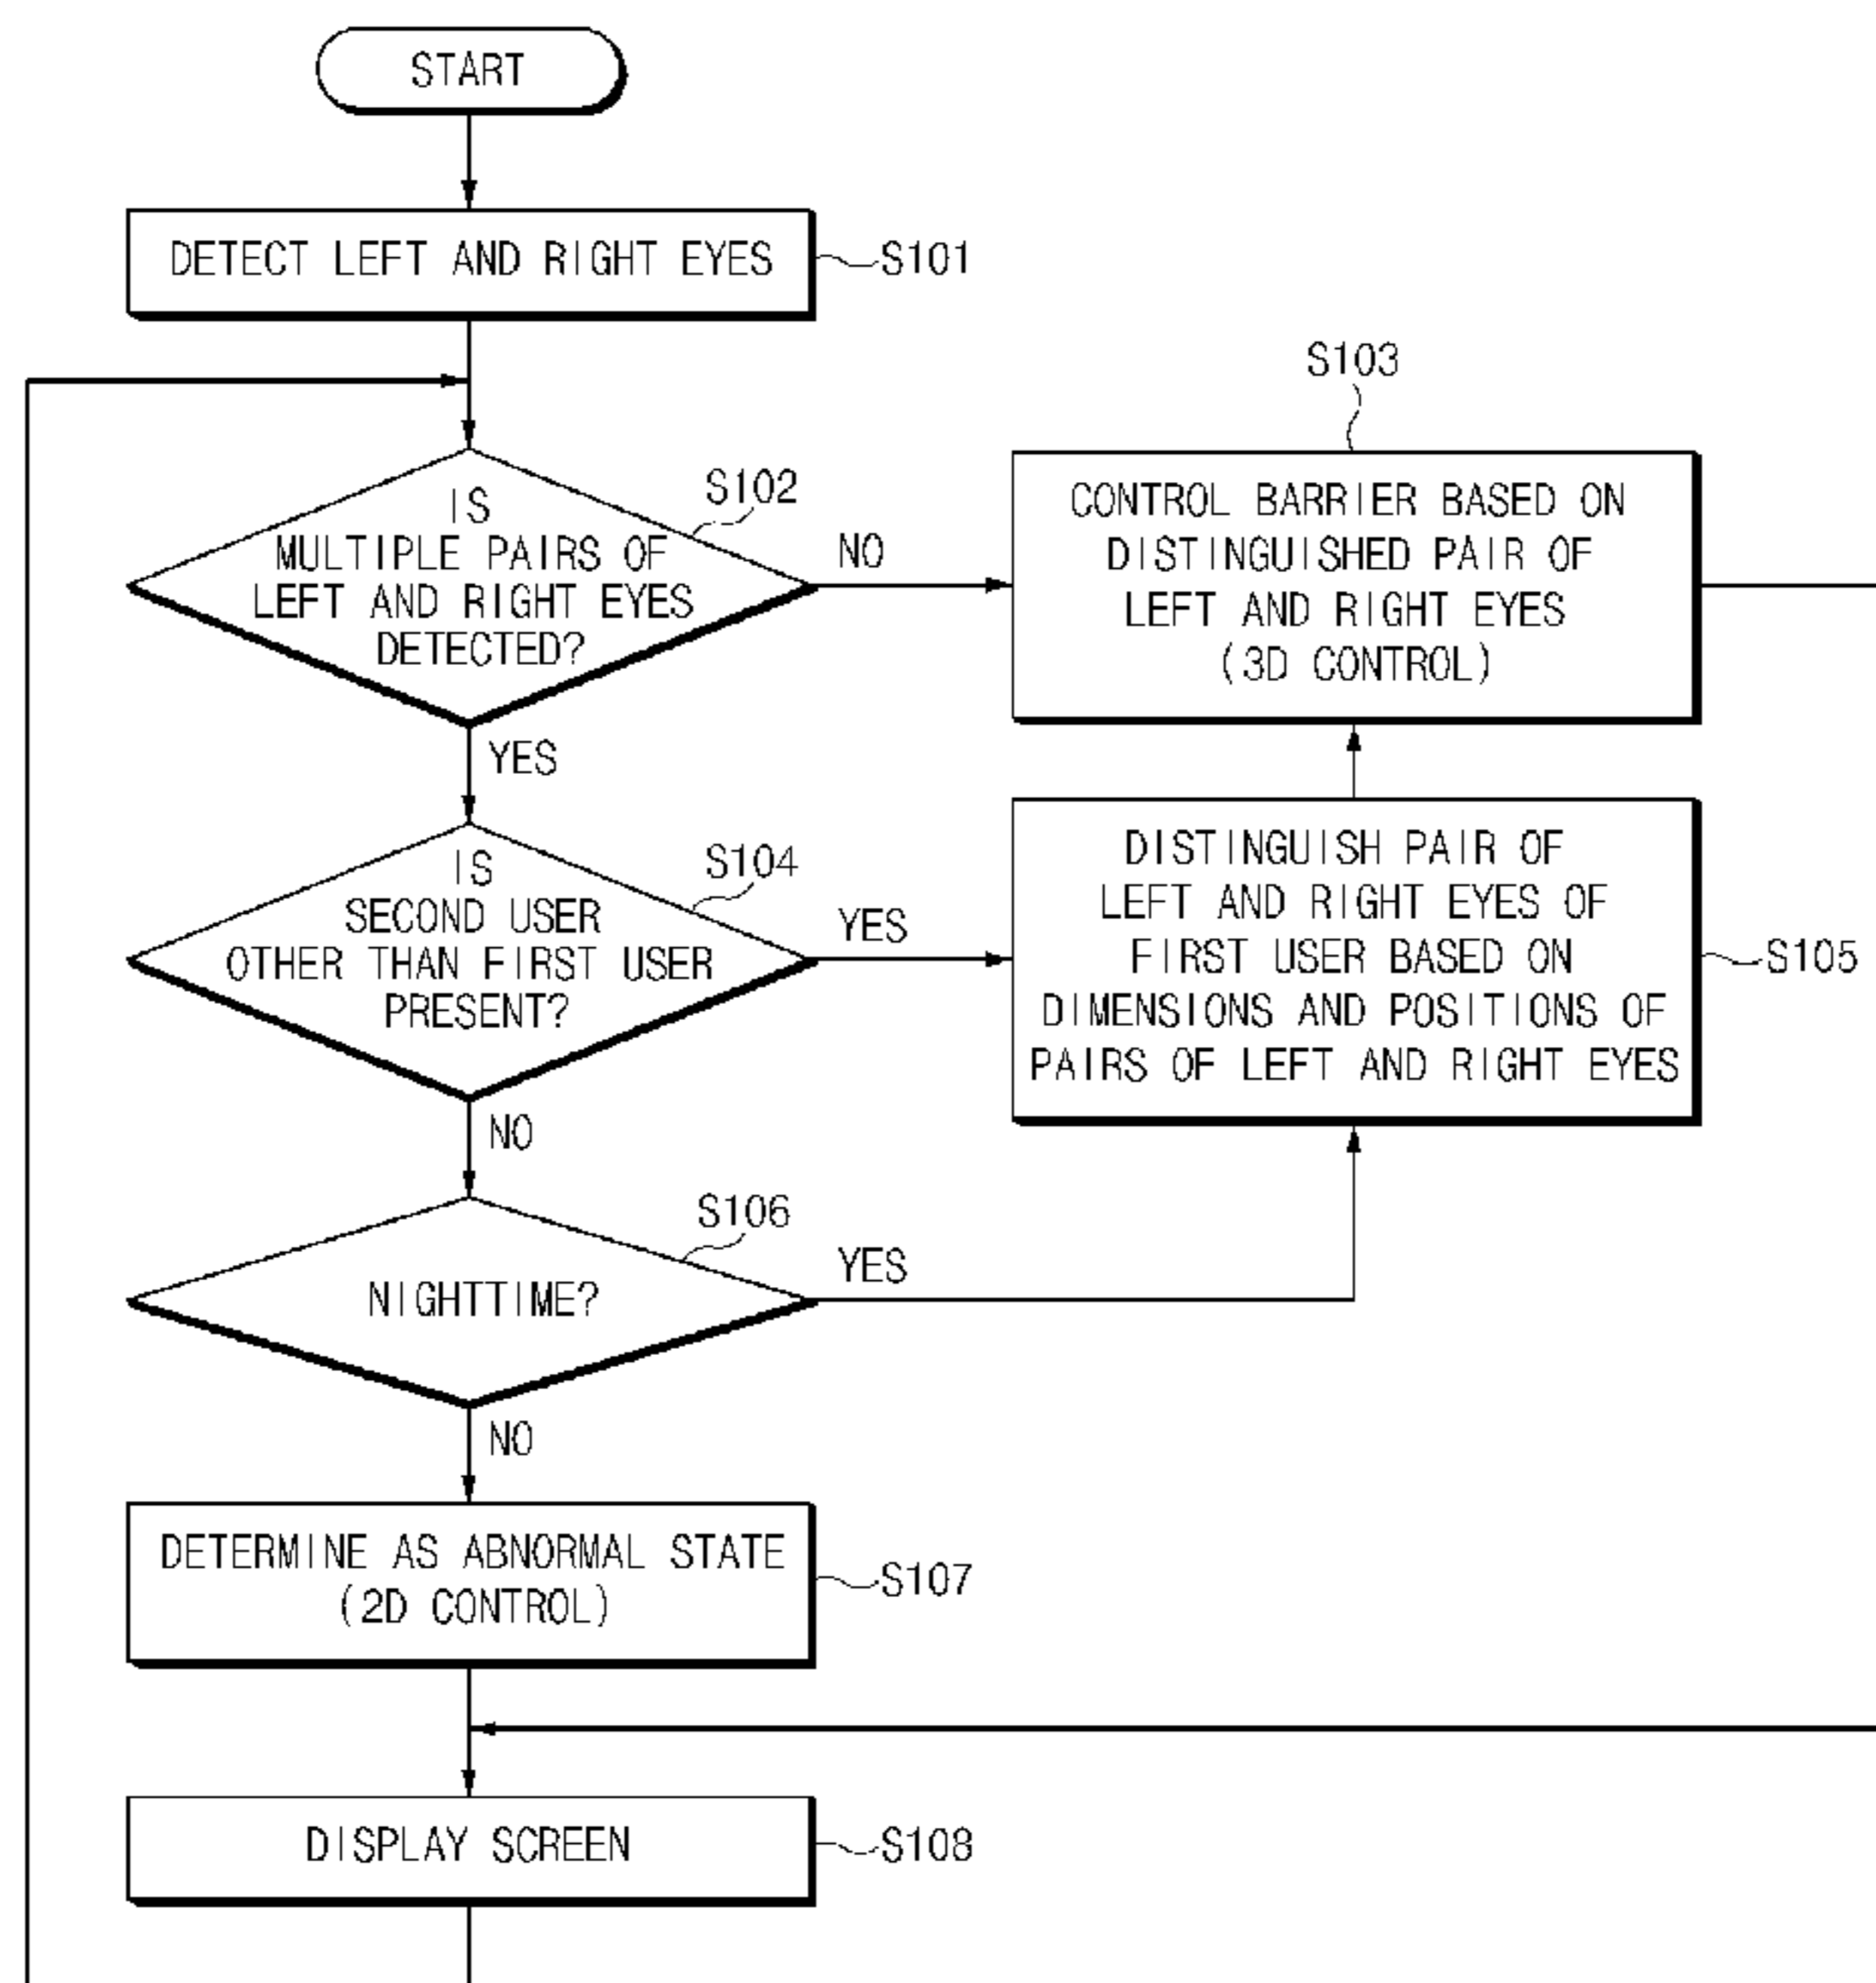 START
DETECT LEFT AND RIGHT EYES
S101
S102
IS
MULTIPLE PAIRS OF
LEFT AND RIGHT EYES
DETECTED?
NO
YES
S103
CONTROL BARRIER BASED ON
DISTINGUISHED PAIR OF
LEFT AND RIGHT EYES
(3D CONTROL)
S104
IS
SECOND USER
OTHER THAN FIRST USER
PRESENT?
YES
NO
DISTINGUISH PAIR OF
LEFT AND RIGHT EYES OF
FIRST USER BASED ON
DIMENSIONS AND POSITIONS OF
PAIRS OF LEFT AND RIGHT EYES
S105
S106
NIGHTTIME?
YES
NO
DETERMINE AS ABNORMAL STATE
(2D CONTROL)
S107
DISPLAY SCREEN
S108